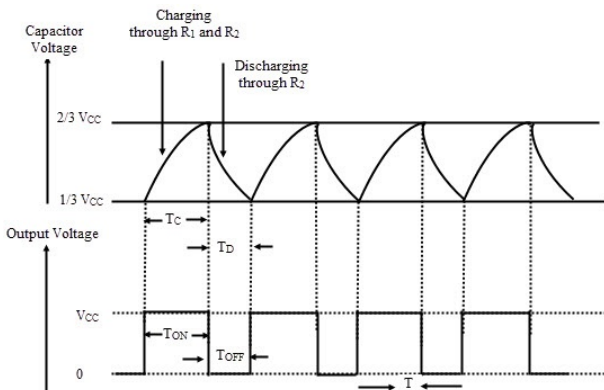 Charging
through R1 and R2
Capacitor
Voltage
Discharging
through R2
2/3 VCC
1/3 VCC
TC
Output Voltage
TD
VCC
TON
TOFF
0
T